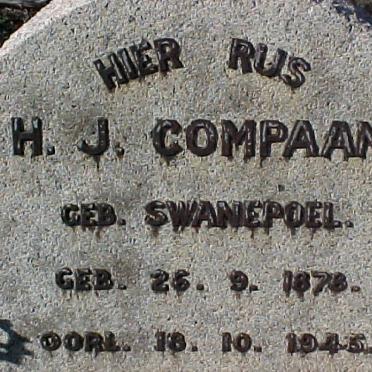 HIER RUS
H. J. COMPAAN
GEB. SWANEPOEL.
GEB. 26. 9. 1878.
OORL. 18. 10. 1945.